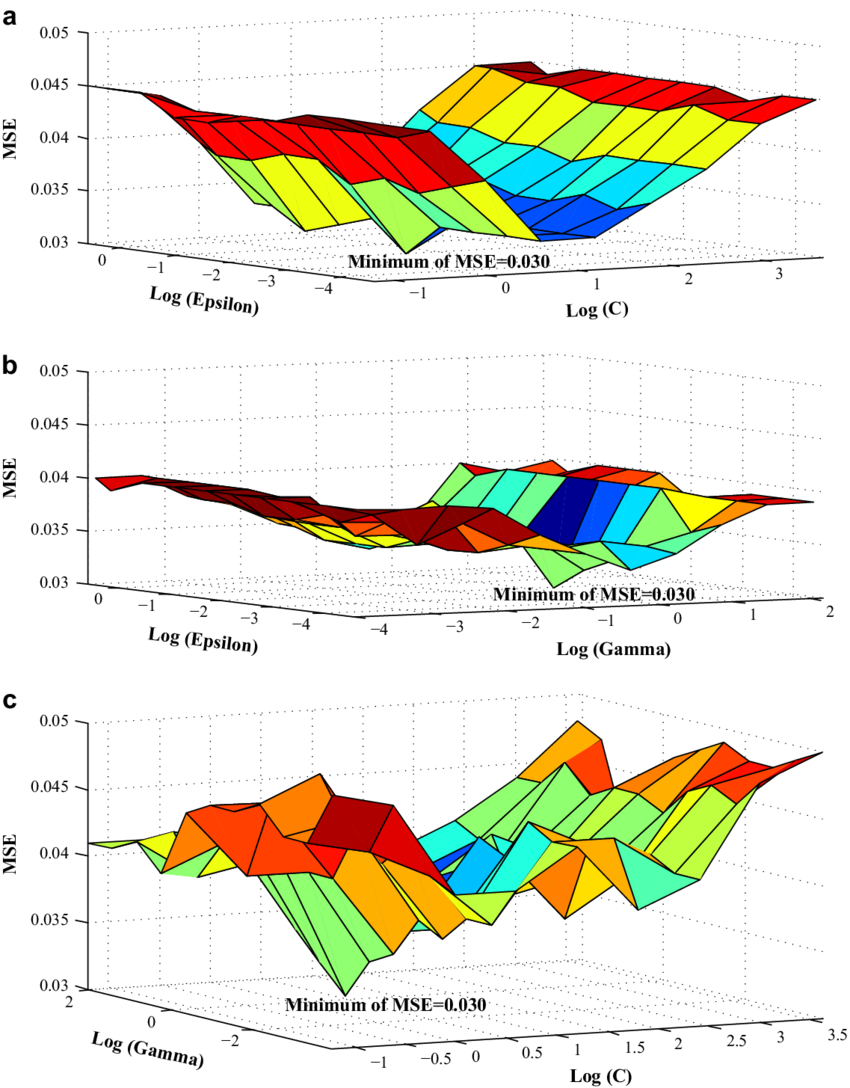 a
0.05
0.045
0.04
0.035
0.03
MSE
0 −1 −2 −3 −4
Log (Epsilon)
Minimum of MSE=0.030
−1 0 1 2 3
Log (C)
b
0.05
0.045
0.04
0.035
0.03
MSE
0 −1 −2 −3 −4
Log (Epsilon)
Minimum of MSE=0.030
−4 −3 −2 −1 0 1 2
Log (Gamma)
c
0.05
0.045
0.04
0.035
0.03
MSE
2 0 −2
Log (Gamma)
Minimum of MSE=0.030
−1 −0.5 0 0.5 1 1.5 2 2.5 3 3.5
Log (C)